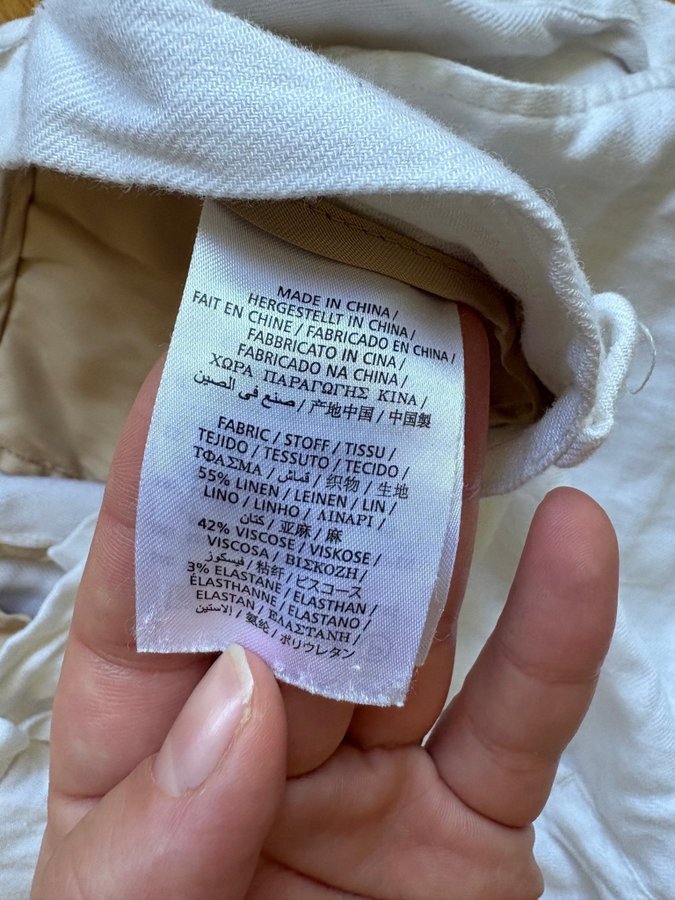 MADE IN CHINA /
HERGESTELLT IN CHINA /
FAIT EN CHINE / FABRICADO EN CHINA /
FABBRICATO IN CINA /
FABRICADO NA CHINA /
ΧΩΡΑ ΠΑΡΑΓΩΓΗΣ ΚΙΝΑ /
صنع في الصين / 产地中国 / 中国製
FABRIC / STOFF / TISSU /
TEJIDO / TESSUTO / TECIDO /
ΤΦΑΣΜΑ / قماش / 织物 / 生地
55% LINEN / LEINEN / LIN /
LINO / LINHO / ΛΙΝΑΡΙ /
كتان / 亚麻 / 麻
42% VISCOSE / VISKOSE /
VISCOSA / ΒΙΣΚΟΖΗ /
فيسكوز / 粘纤 / ビスコース
3% ELASTANE / ELASTHAN /
ÉLASTHANNE / ELASTANO /
ELASTAN / ΕΛΑΣΤΑΝΗ /
الاستين / 氨纶 / ポリウレタン